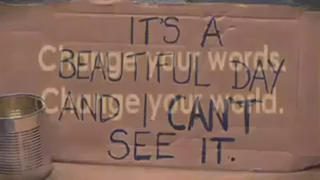 IT'S A
Change your words.
BEAUTIFUL DAY
Change your world.
AND I CAN'T
SEE IT.